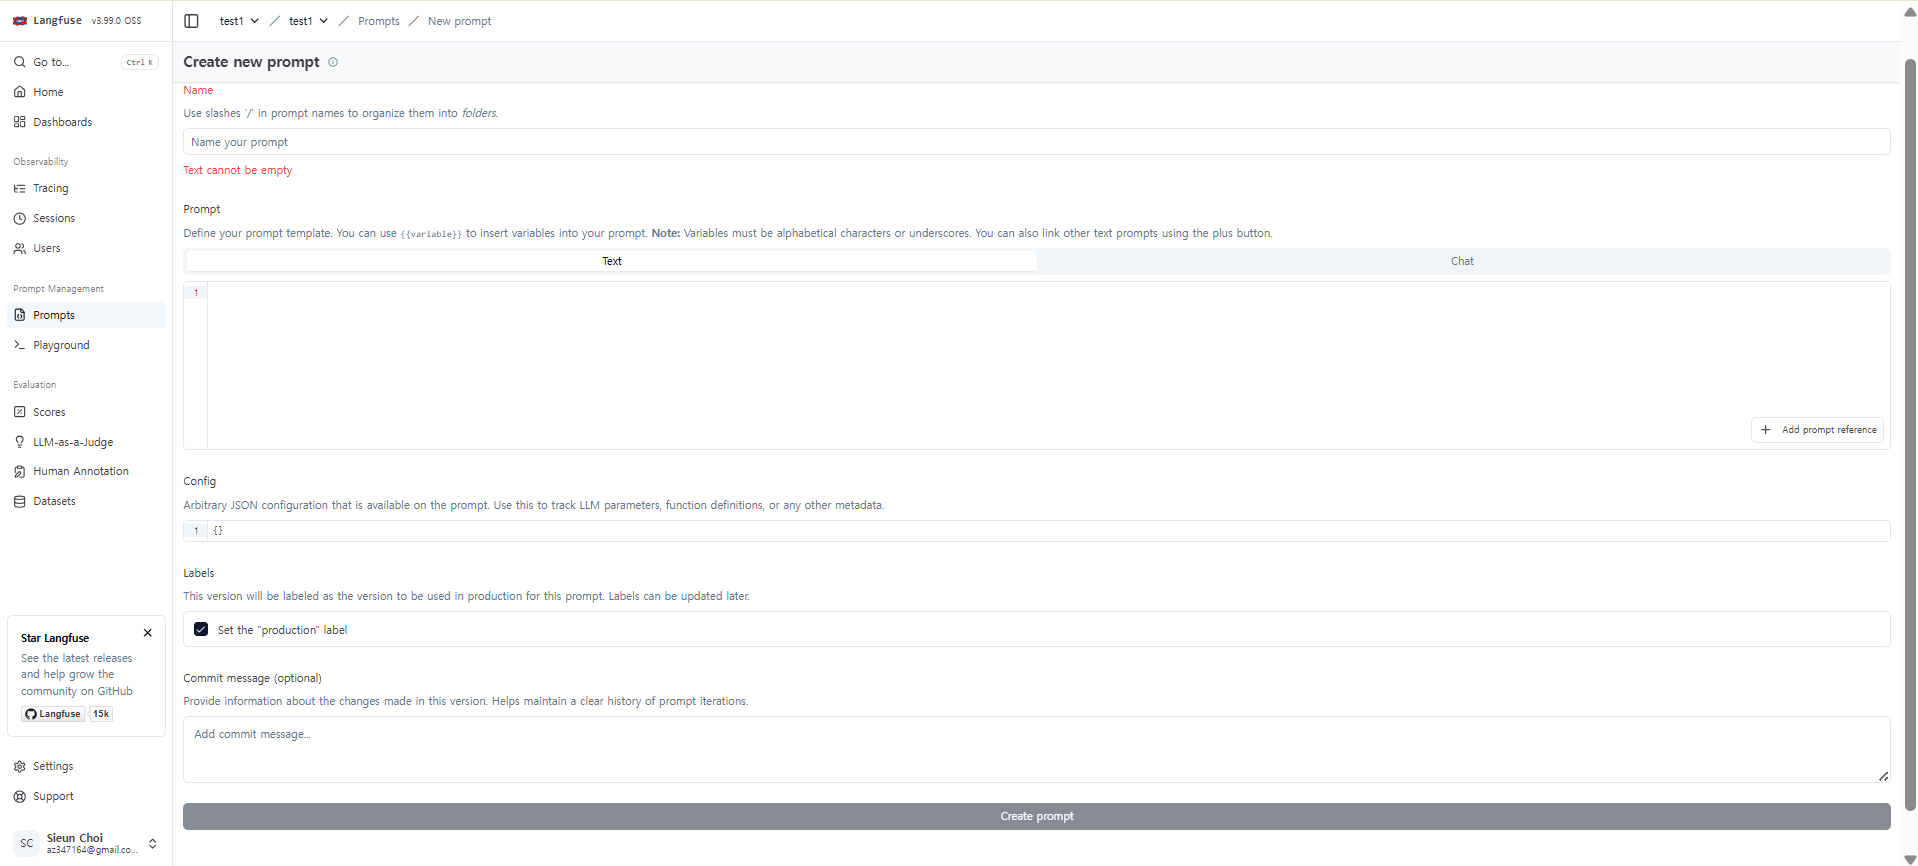 Langfuse v3.99.0 OSS
Go to... Ctrl K
Home
Dashboards
Observability
Tracing
Sessions
Users
Prompt Management
Prompts
Playground
Evaluation
Scores
LLM-as-a-Judge
Human Annotation
Datasets
Star Langfuse
See the latest releases
and help grow the
community on GitHub
Langfuse 15k
Settings
Support
SC Sieun Choi
az347164@gmail.co...
test1 / test1 / Prompts / New prompt
Create new prompt
Name
Use slashes '/' in prompt names to organize them into folders.
Name your prompt
Text cannot be empty
Prompt
Define your prompt template. You can use {{variable}} to insert variables into your prompt. Note: Variables must be alphabetical characters or underscores. You can also link other text prompts using the plus button.
Text Chat
1
+ Add prompt reference
Config
Arbitrary JSON configuration that is available on the prompt. Use this to track LLM parameters, function definitions, or any other metadata.
1 {}
Labels
This version will be labeled as the version to be used in production for this prompt. Labels can be updated later.
Set the "production" label
Commit message (optional)
Provide information about the changes made in this version. Helps maintain a clear history of prompt iterations.
Add commit message...
Create prompt